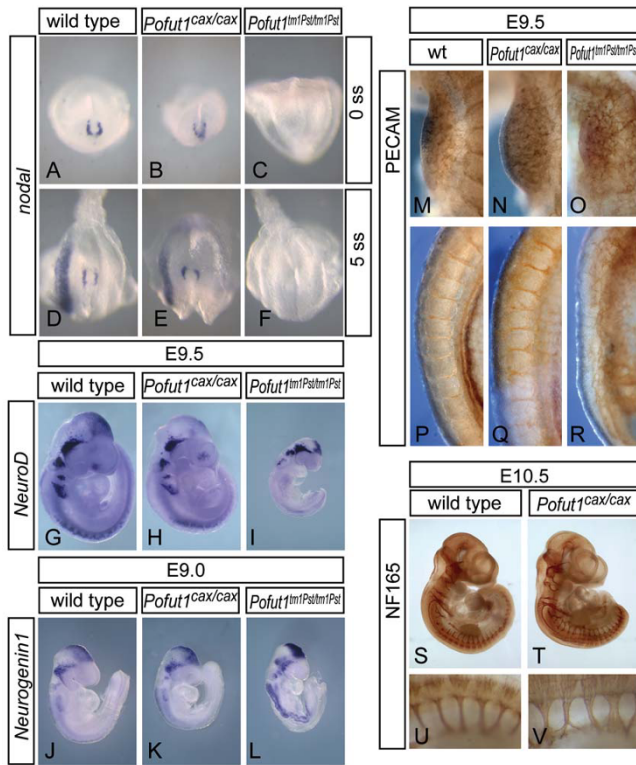 wild type Pofut1cax/cax Pofut1tm1Pst/tm1Pst
nodal
A B C
0 ss
D E F
5 ss
E9.5
wild type Pofut1cax/cax Pofut1tm1Pst/tm1Pst
NeuroD
G H I
E9.0
wild type Pofut1cax/cax Pofut1tm1Pst/tm1Pst
Neurogenin1
J K L
E9.5
wt Pofut1cax/cax Pofut1tm1Pst/tm1Pst
PECAM
M N O
P Q R
E10.5
wild type Pofut1cax/cax
NF165
S T
U V